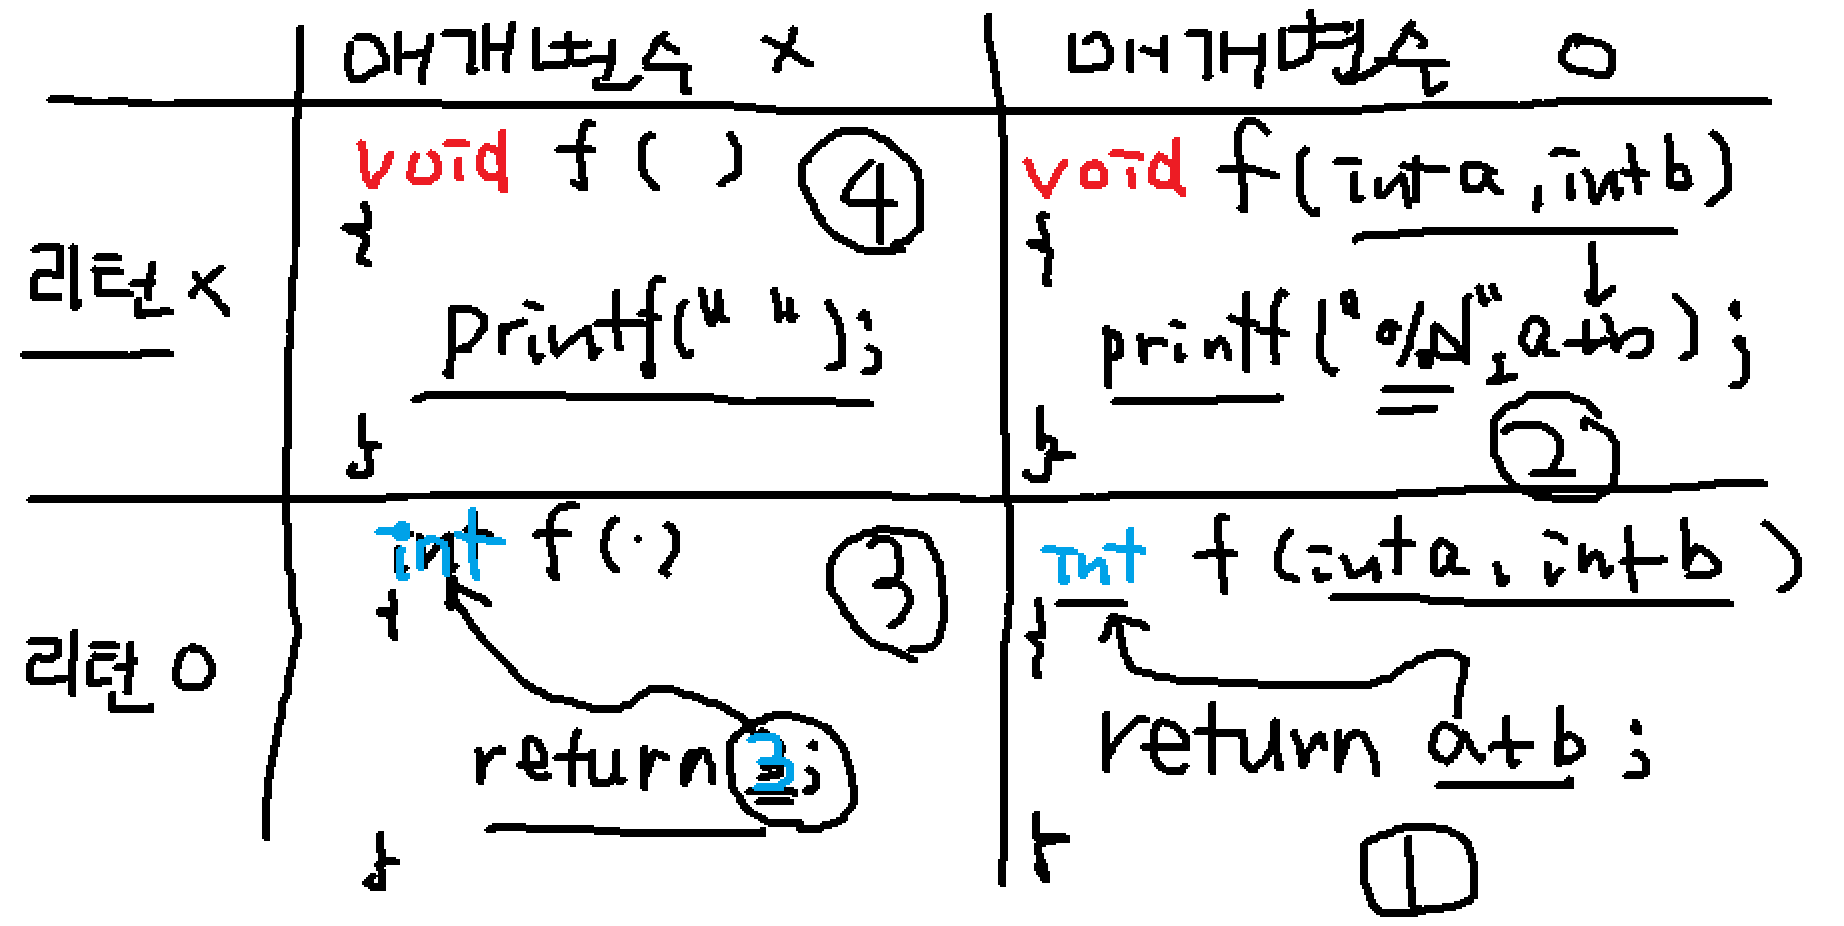 매개변수 X
매개변수 O
리턴 X
void f ( ) ④
{
printf(" ");
}
void f(int a, int b)
{
printf("%d", a+b);
}
②
리턴 O
int f(·) ③
{
return 3;
}
int f(int a, int b)
{
return a+b;
}
1